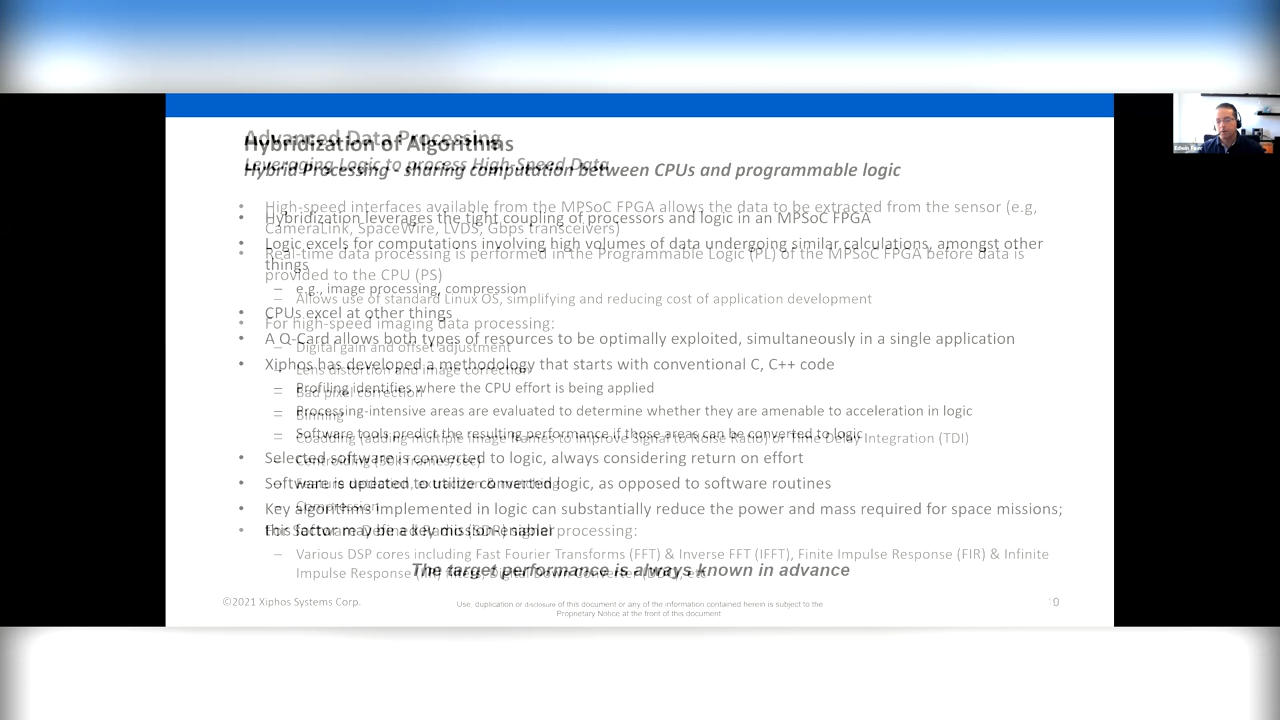 Advanced Data Processing
Hybridization of Algorithms
Leveraging Logic to process High-Speed Data
Hybrid Processing - sharing computation between CPUs and programmable logic
• High-speed interfaces available from the MPSoC FPGA allows the data to be extracted from the sensor (e.g,
CameraLink, SpaceWire, LVDS, Gbps transceivers)
• Hybridization leverages the tight coupling of processors and logic in an MPSoC FPGA
• Logic excels for computations involving high volumes of data undergoing similar calculations, amongst other
things
• Real-time data processing is performed in the Programmable Logic (PL) of the MPSoC FPGA before data is
provided to the CPU (PS)
– e.g., image processing, compression
– Allows use of standard Linux OS, simplifying and reducing cost of application development
• CPUs excel at other things
• For high-speed imaging data processing:
• A Q-Card allows both types of resources to be optimally exploited, simultaneously in a single application
– Digital gain and offset adjustment
• Xiphos has developed a methodology that starts with conventional C, C++ code
– Lens distortion and image correction
– Profiling identifies where the CPU effort is being applied
– Bad pixel correction
– Processing-intensive areas are evaluated to determine whether they are amenable to acceleration in logic
– Binning
– Software tools predict the resulting performance if those areas can be converted to logic
– Coadding (adding multiple image frames to improve Signal to Noise Ratio) or Time Delay Integration (TDI)
• Selected software is converted to logic, always considering return on effort
– Centroiding
• Software is updated to utilize converted logic, as opposed to software routines
– Compression
• Key algorithms implemented in logic can substantially reduce the power and mass required for space missions;
this factor may be a key mission enabler
• For Software Defined Radio (SDR) signal processing:
– Various DSP cores including Fast Fourier Transforms (FFT) & Inverse FFT (IFFT), Finite Impulse Response (FIR) & Infinite
Impulse Response (IIR) filters, Digital Down Converter
The target performance is always known in advance
©2021 Xiphos Systems Corp.
Use, duplication or disclosure of this document or any of the information contained herein is subject to the
Proprietary Notice at the front of this document
Edwin